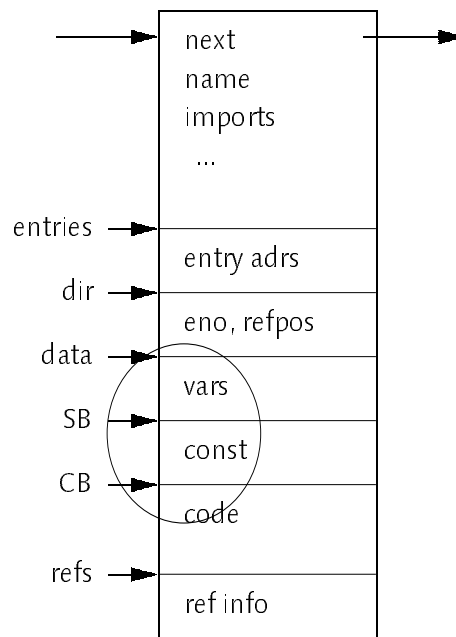 next
name
imports
...
entries
entry adrs
dir
eno, refpos
data
vars
SB
const
CB
code
refs
ref info